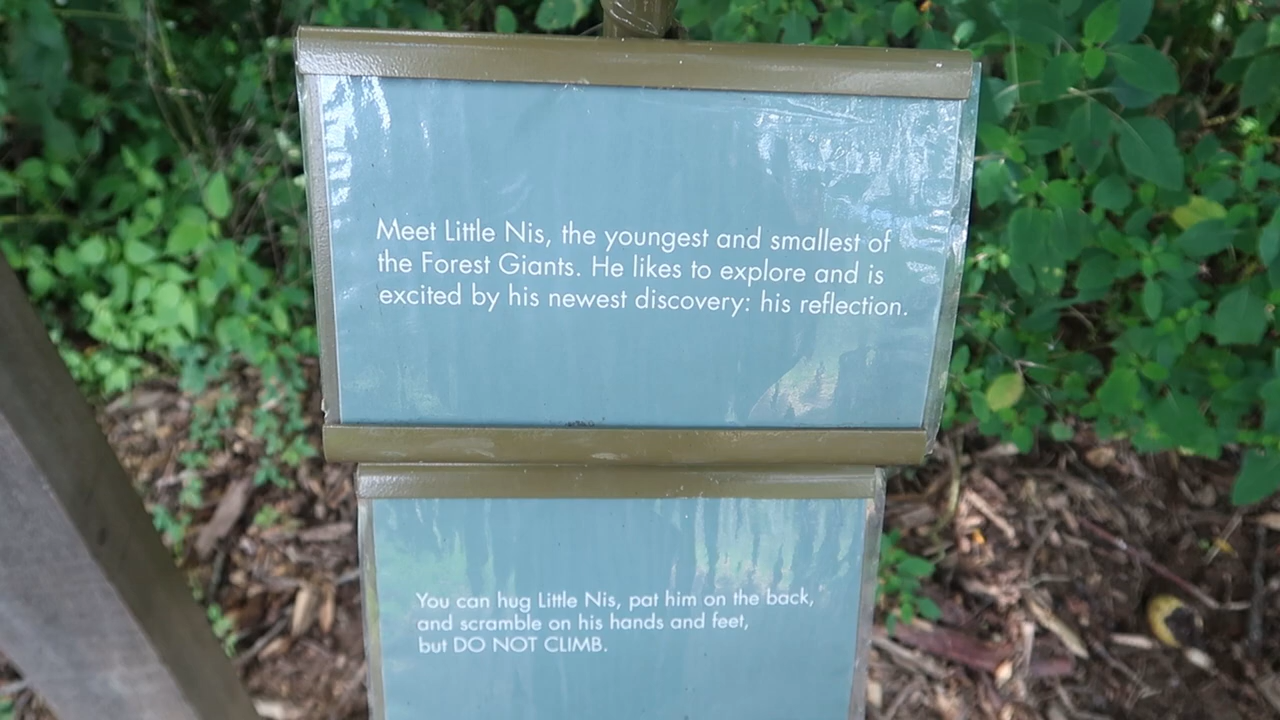 Meet Little Nis, the youngest and smallest of
the Forest Giants. He likes to explore and is
excited by his newest discovery: his reflection.
You can hug Little Nis, pat him on the back,
and scramble on his hands and feet,
but DO NOT CLIMB.